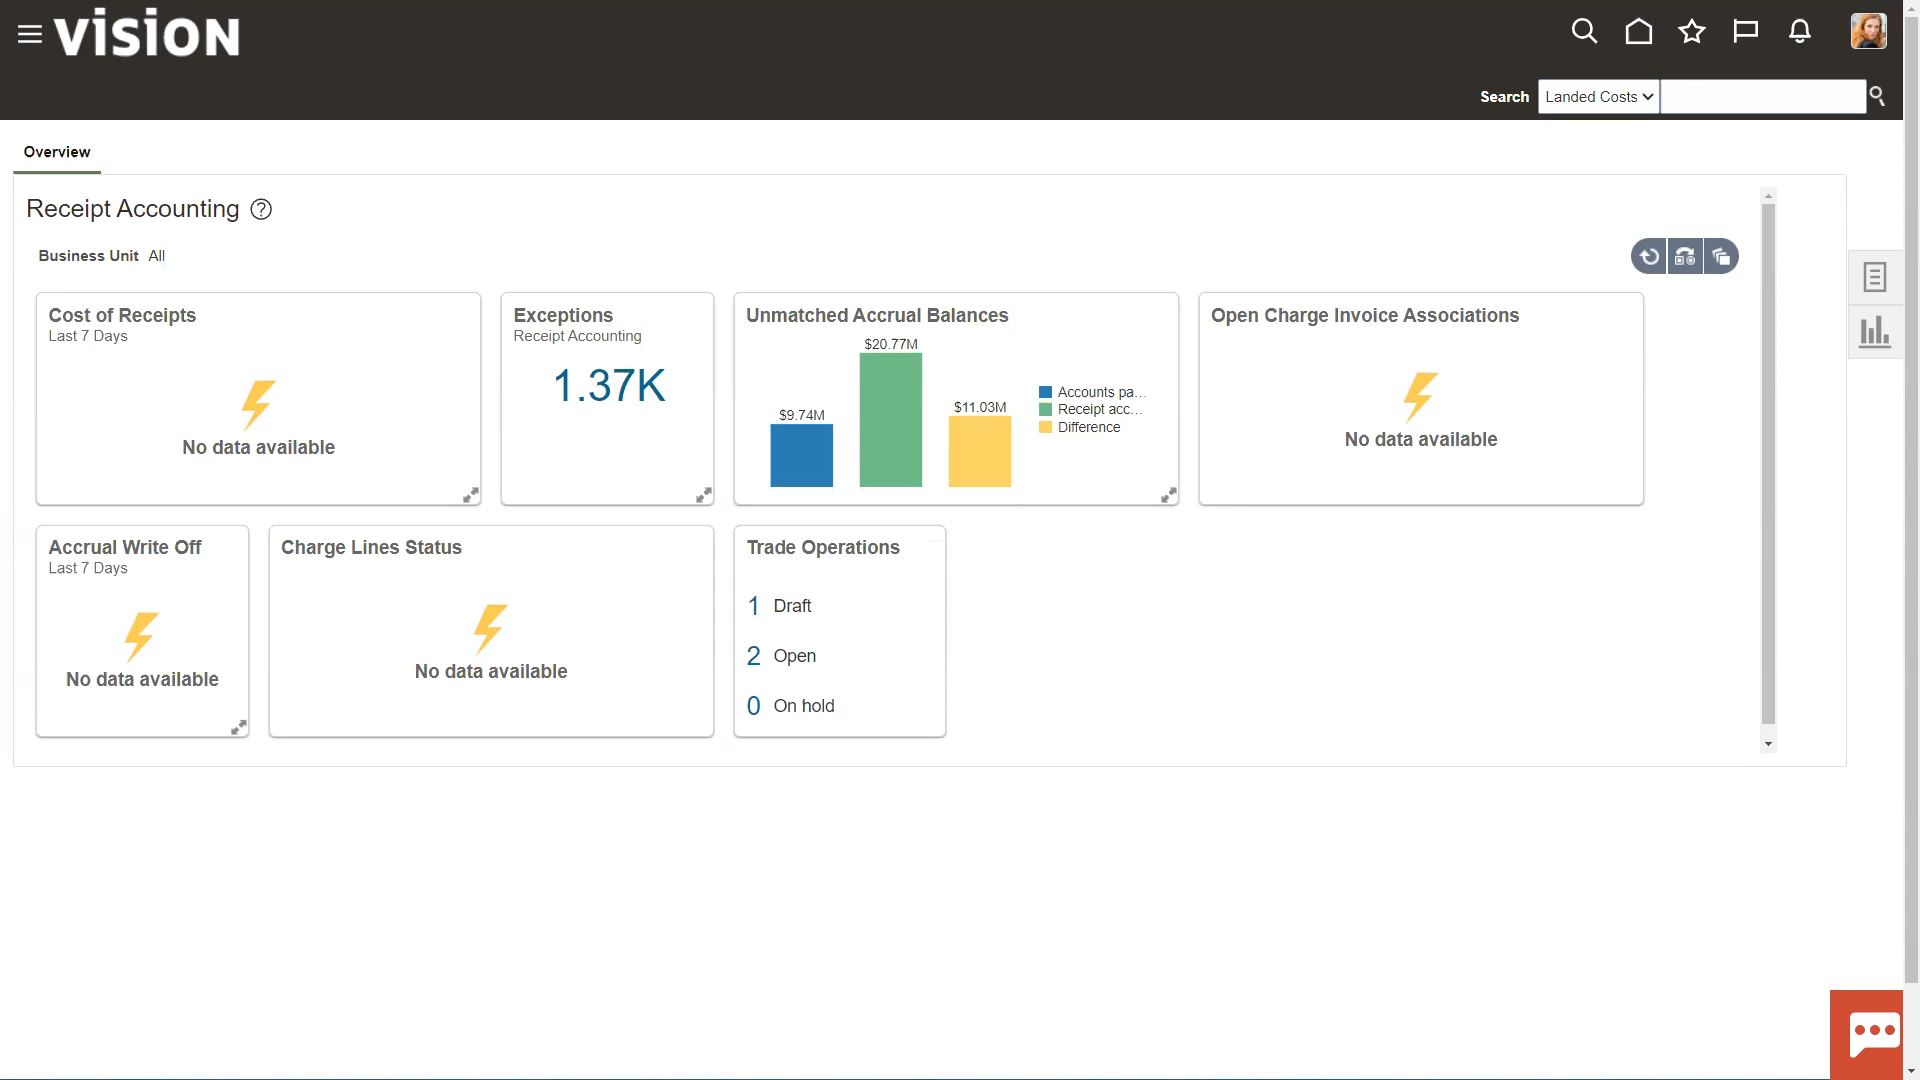 vision
Search
Landed Costs
Overview
Receipt Accounting
Business Unit All
Cost of Receipts
Last 7 Days
No data available
Exceptions
Receipt Accounting
1.37K
Unmatched Accrual Balances
$20.77M
$9.74M
$11.03M
Accounts pa...
Receipt acc...
Difference
Open Charge Invoice Associations
No data available
Accrual Write Off
Last 7 Days
No data available
Charge Lines Status
No data available
Trade Operations
1 Draft
2 Open
0 On hold